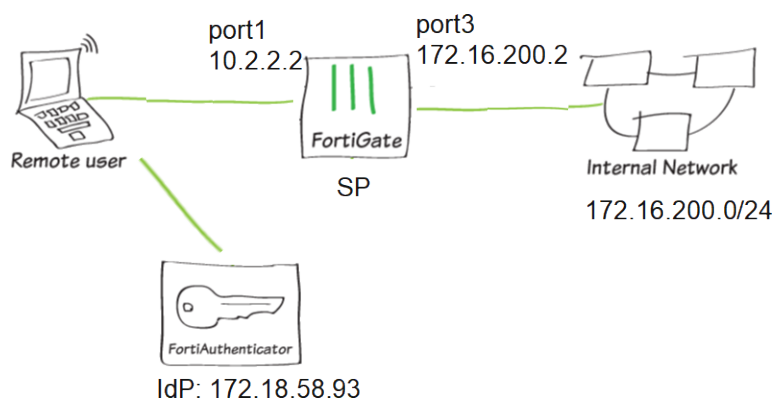 port1
10.2.2.2
port3
172.16.200.2
Remote user
FortiGate
SP
Internal Network
172.16.200.0/24
FortiAuthenticator
IdP: 172.18.58.93